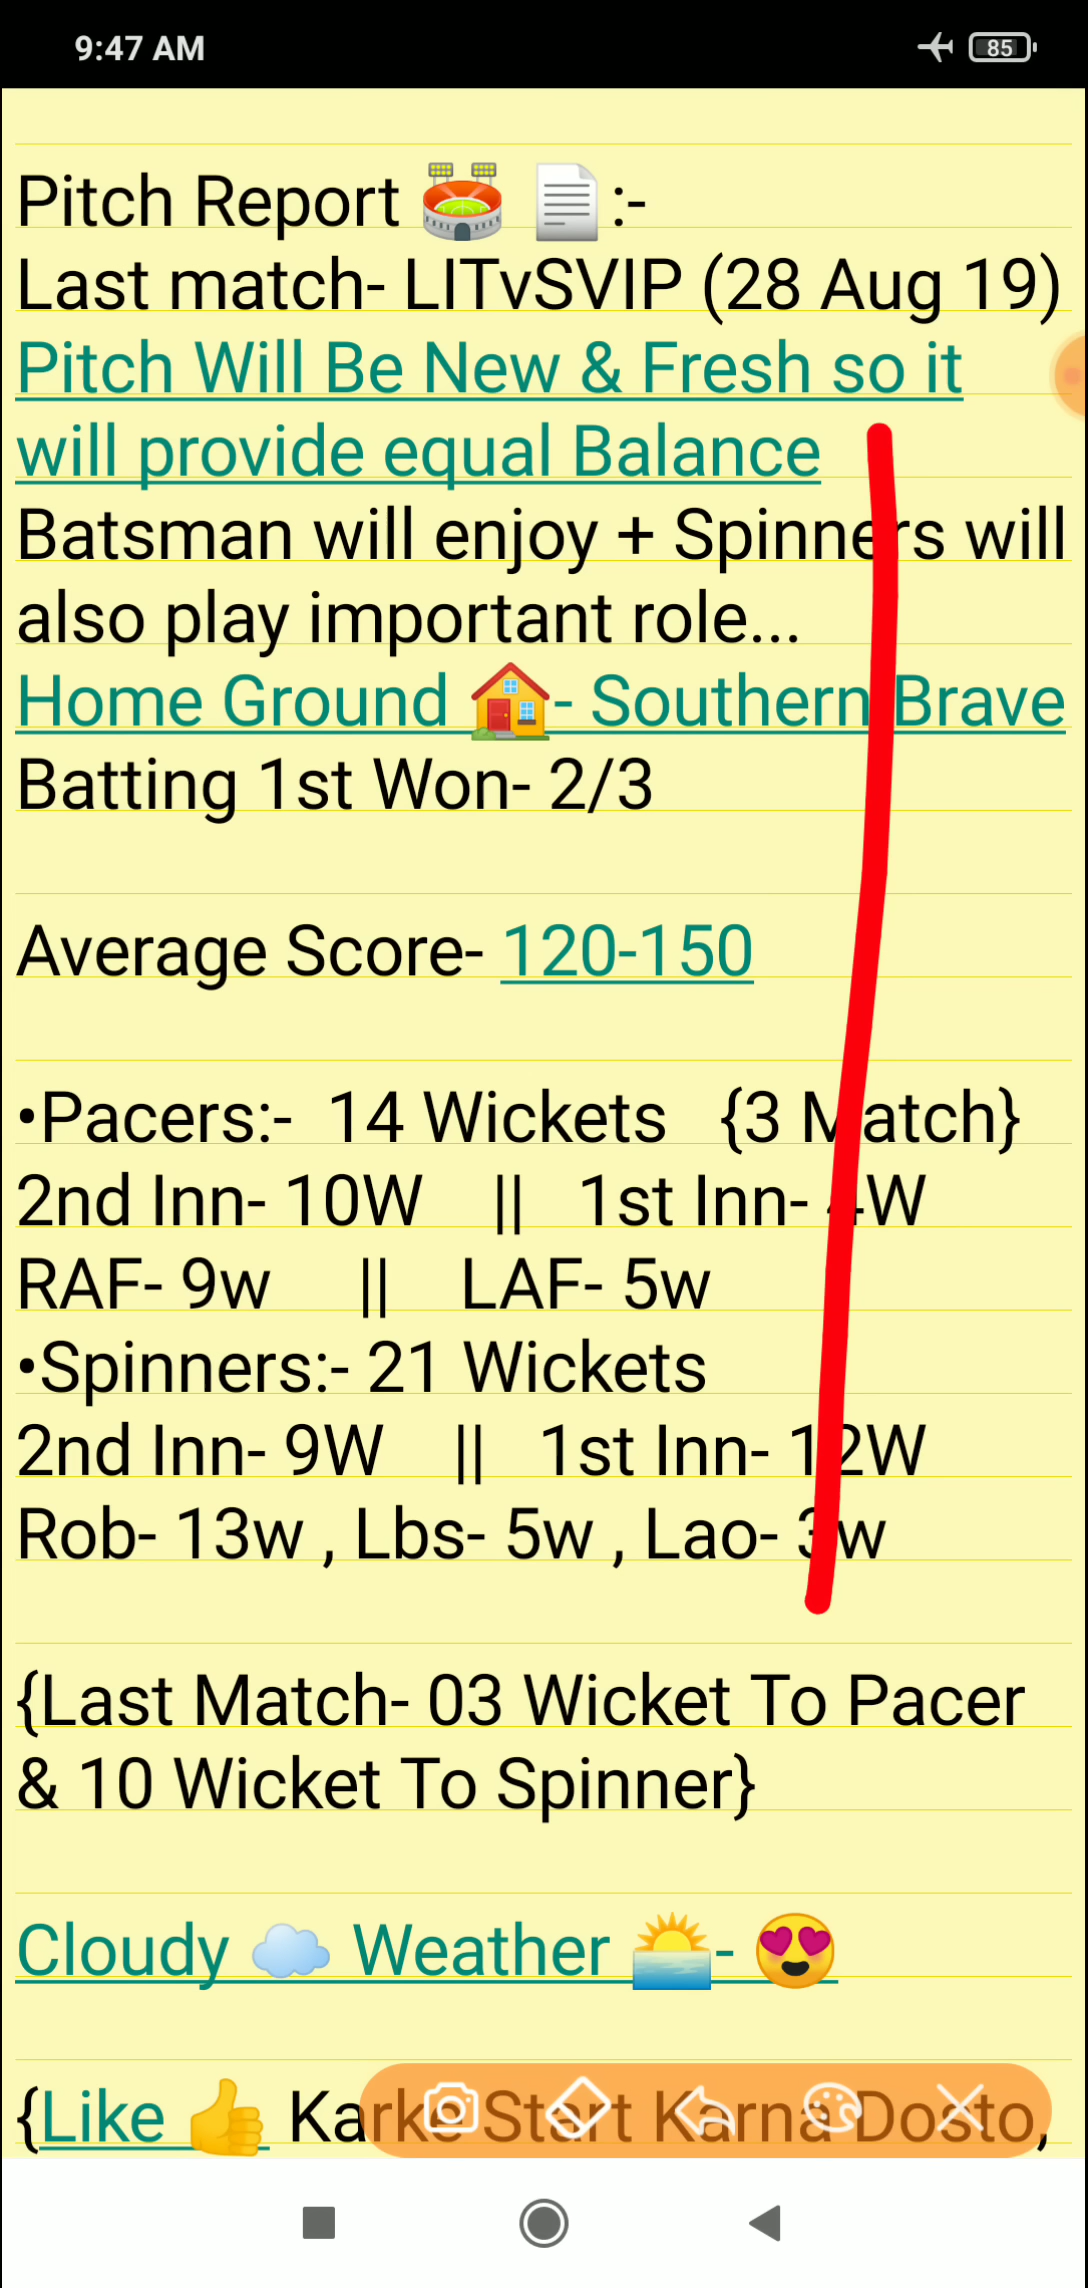 9:47 AM
85
Pitch Report 🏟 📄 :-
Last match- LITvSVIP (28 Aug 19)
Pitch Will Be New & Fresh so it
will provide equal Balance
Batsman will enjoy + Spinners will
also play important role...
Home Ground 🏠- Southern Brave
Batting 1st Won- 2/3
Average Score- 120-150
•Pacers:- 14 Wickets {3 Match}
2nd Inn- 10W || 1st Inn- 4W
RAF- 9w || LAF- 5w
•Spinners:- 21 Wickets
2nd Inn- 9W || 1st Inn- 12W
Rob- 13w , Lbs- 5w , Lao- 3w
{Last Match- 03 Wicket To Pacer
& 10 Wicket To Spinner}
Cloudy ☁️ Weather 🌅- 😍
{Like 👍 Karke Start Karna Dosto,